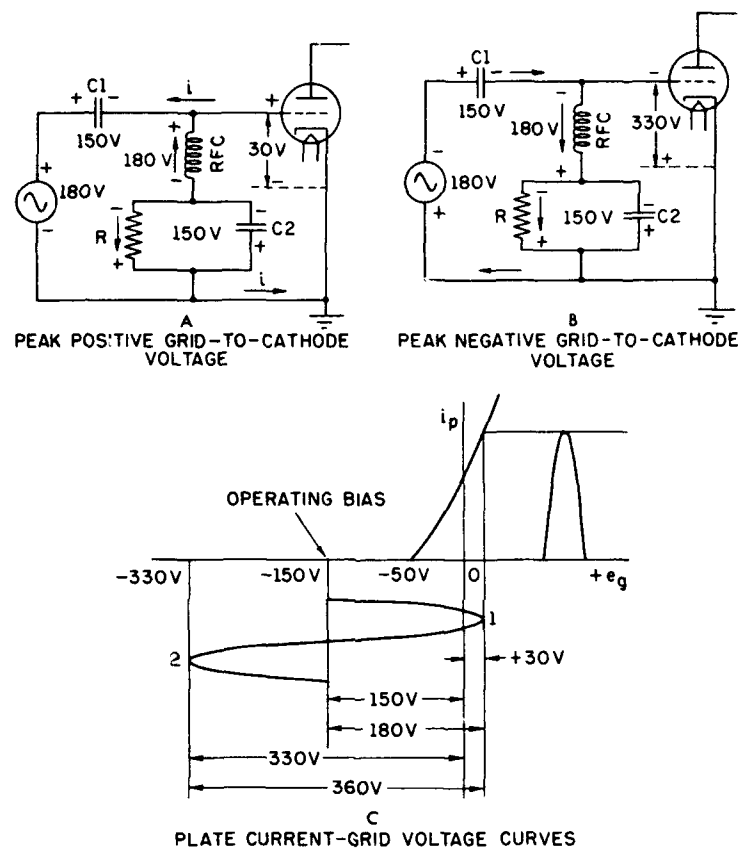 C1
+ -
i
150V
+
180V
-
+
180V
-
RFC
+
30V
-
R
-
+
150V
-
C2
+
i
A
PEAK POSITIVE GRID-TO-CATHODE
VOLTAGE
C1
+ -
150V
-
180V
+
-
180V
+
RFC
-
330V
+
R
-
+
150V
-
C2
+
B
PEAK NEGATIVE GRID-TO-CATHODE
VOLTAGE
ip
OPERATING BIAS
-330V
-150V
-50V
0
+eg
1
2
+30V
150V
180V
330V
360V
C
PLATE CURRENT-GRID VOLTAGE CURVES